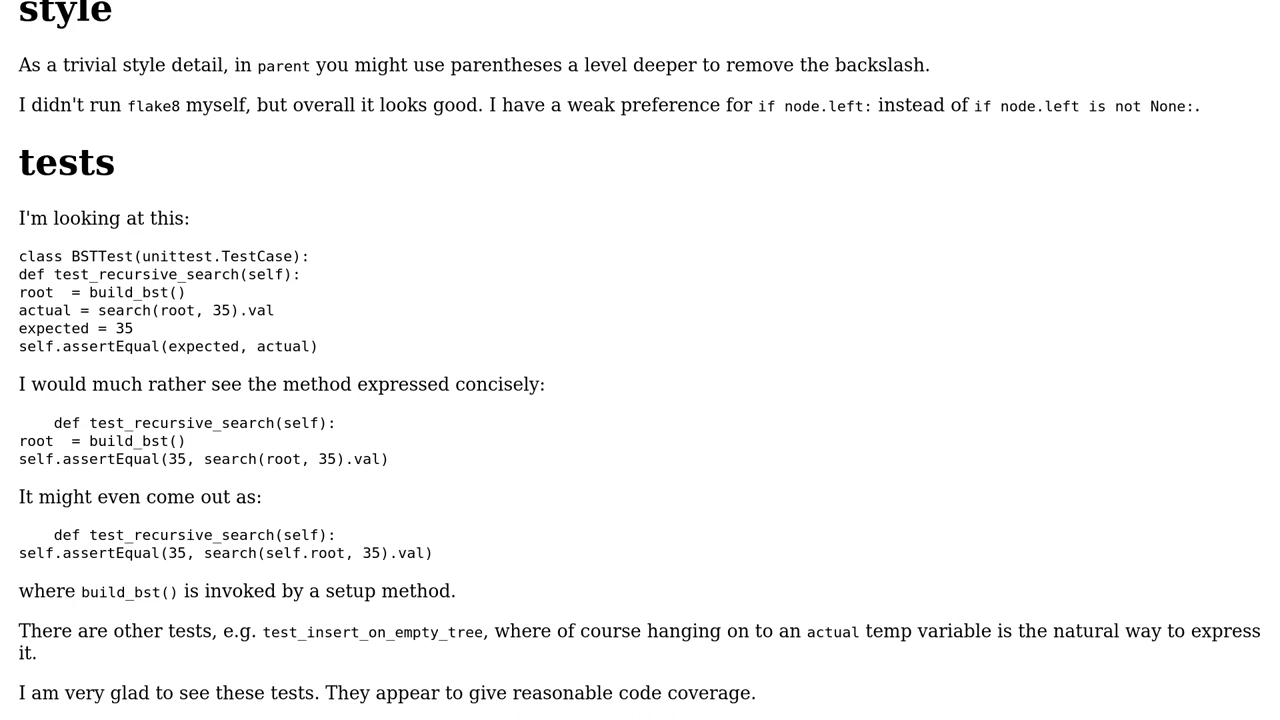 style
As a trivial style detail, in parent you might use parentheses a level deeper to remove the backslash.
I didn't run flake8 myself, but overall it looks good. I have a weak preference for if node.left: instead of if node.left is not None:.
tests
I'm looking at this:
class BSTTest(unittest.TestCase):
def test_recursive_search(self):
root  = build_bst()
actual = search(root, 35).val
expected = 35
self.assertEqual(expected, actual)
I would much rather see the method expressed concisely:
    def test_recursive_search(self):
root  = build_bst()
self.assertEqual(35, search(root, 35).val)
It might even come out as:
    def test_recursive_search(self):
self.assertEqual(35, search(self.root, 35).val)
where build_bst() is invoked by a setup method.
There are other tests, e.g. test_insert_on_empty_tree, where of course hanging on to an actual temp variable is the natural way to express
it.
I am very glad to see these tests. They appear to give reasonable code coverage.